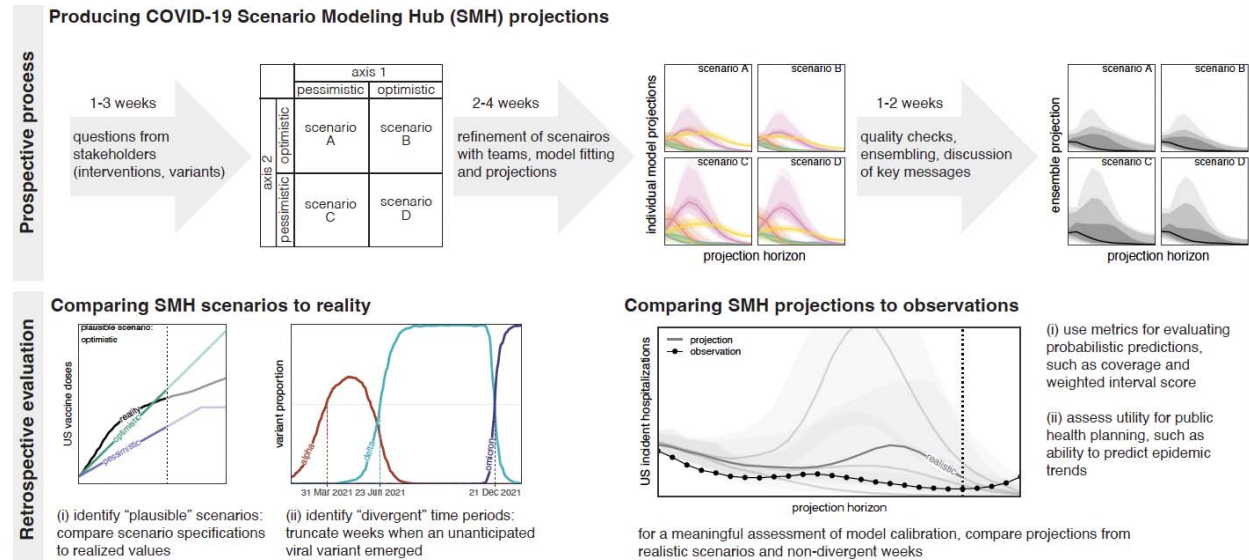 Producing COVID-19 Scenario Modeling Hub (SMH) projections
Prospective process
1-3 weeks
questions from
stakeholders
(interventions, variants)
axis 1
pessimistic optimistic
axis 2
optimistic
pessimistic
scenario
A
scenario
B
scenario
C
scenario
D
2-4 weeks
refinement of scenairos
with teams, model fitting
and projections
individual model projections
scenario A
scenario B
scenario C
scenario D
projection horizon
1-2 weeks
quality checks,
ensembling, discussion
of key messages
ensemble projection
scenario A
scenario B
scenario C
scenario D
projection horizon
Retrospective evaluation
Comparing SMH scenarios to reality
plausible scenario:
optimistic
US vaccine doses
reality
optimistic
pessimistic
(i) identify “plausible” scenarios:
compare scenario specifications
to realized values
variant proportion
alpha
delta
omicron
31 Mar 2021
23 Jun 2021
21 Dec 2021
(ii) identify “divergent” time periods:
truncate weeks when an unanticipated
viral variant emerged
Comparing SMH projections to observations
US incident hospitalizations
projection
observation
realistic
projection horizon
(i) use metrics for evaluating
probabilistic predictions,
such as coverage and
weighted interval score
(ii) assess utility for public
health planning, such as
ability to predict epidemic
trends
for a meaningful assessment of model calibration, compare projections from
realistic scenarios and non-divergent weeks